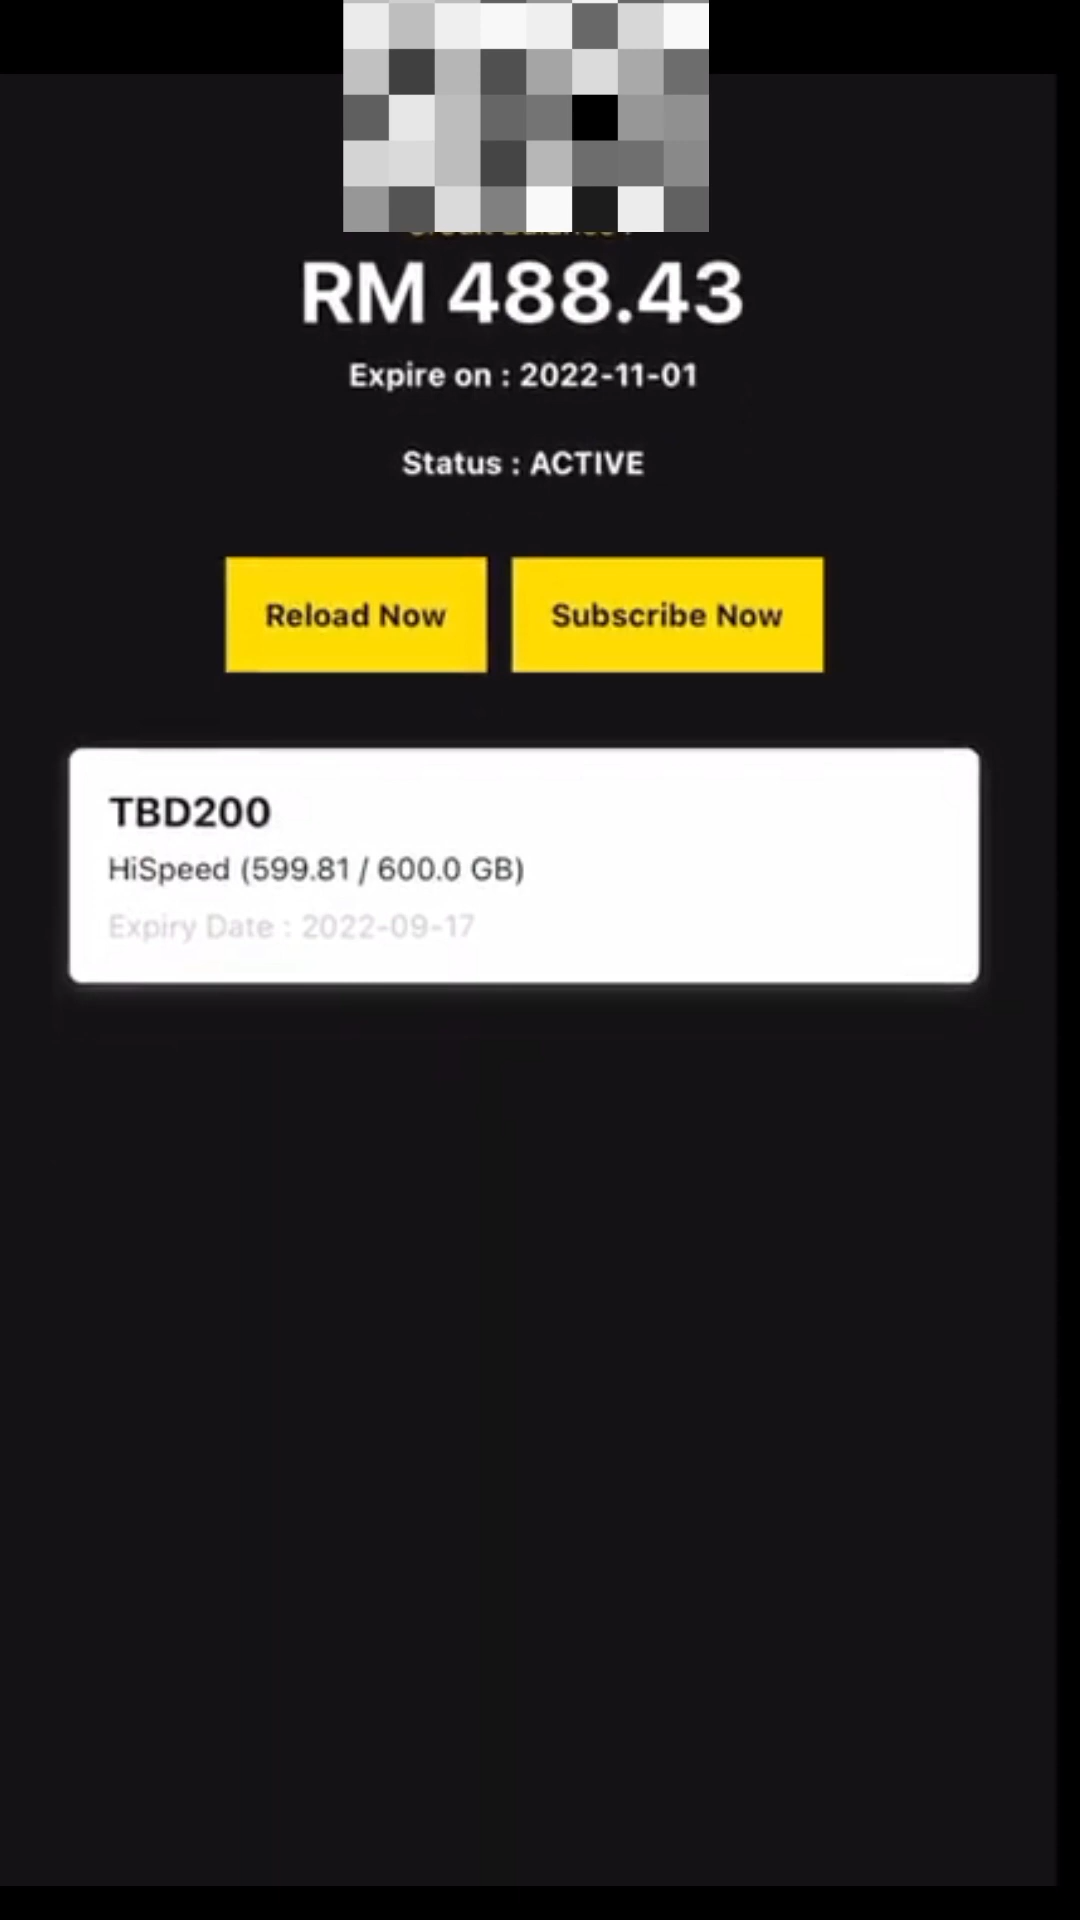 RM 488.43
Expire on : 2022-11-01
Status : ACTIVE
Reload Now
Subscribe Now
TBD200
HiSpeed (599.81 / 600.0 GB)
Expiry Date : 2022-09-17